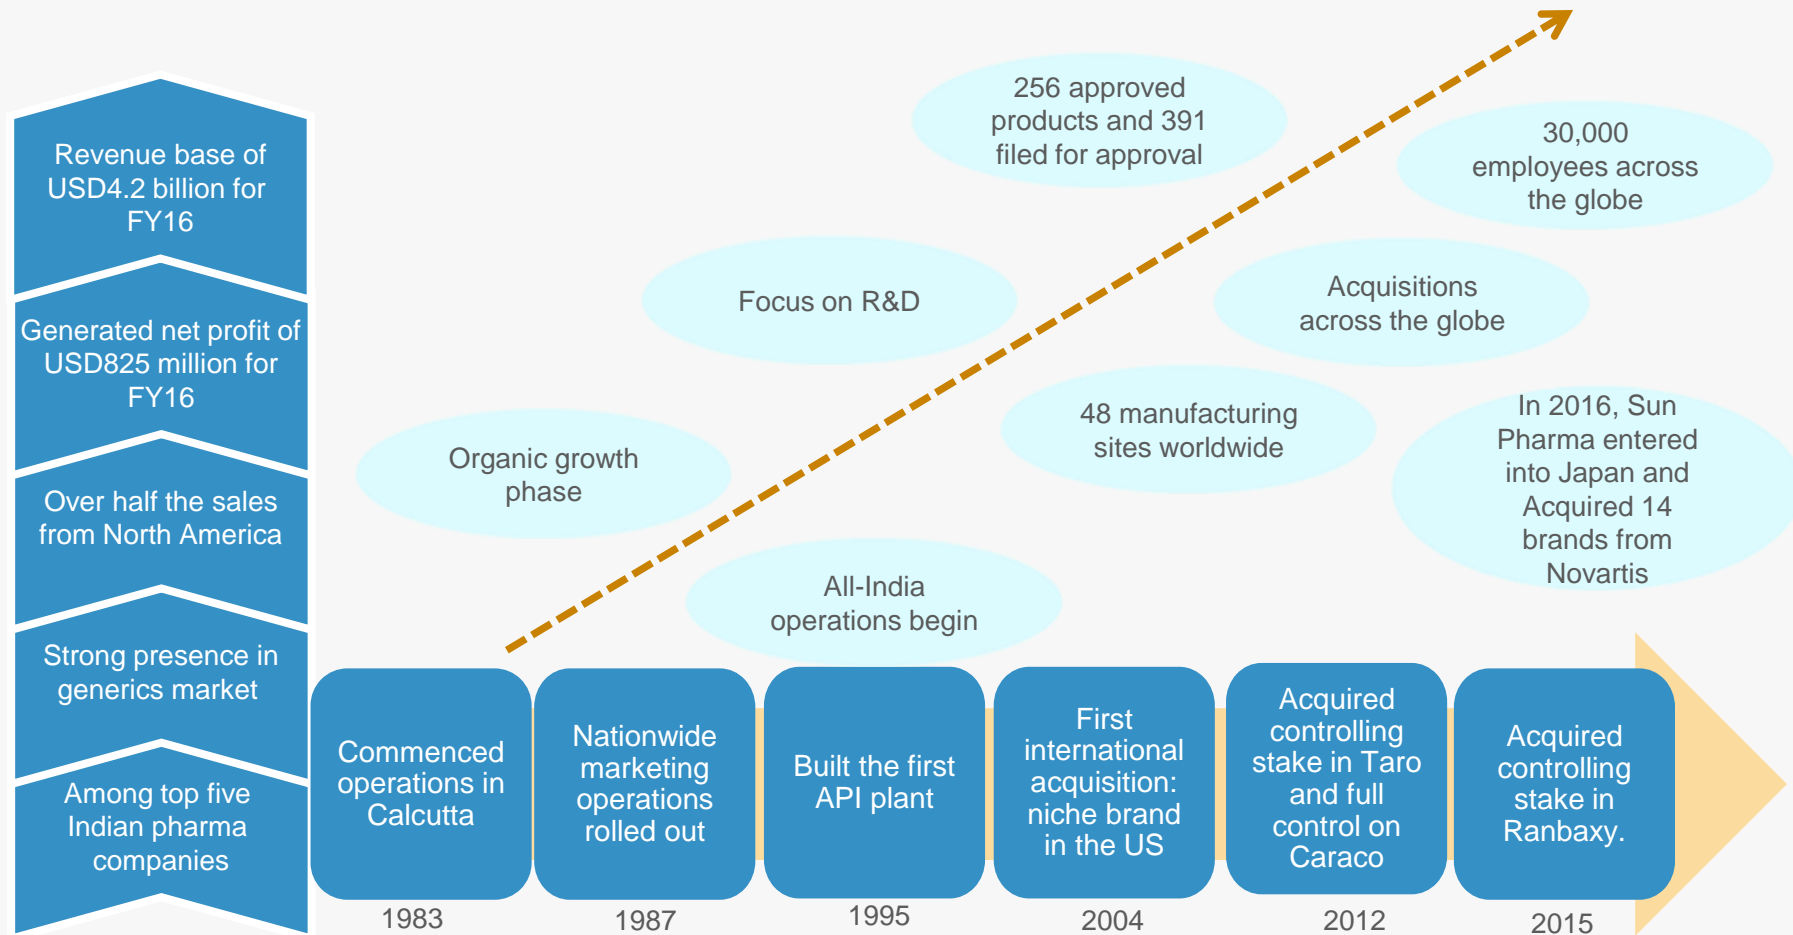 Revenue base of
USD4.2 billion for
FY16
Generated net profit of
USD825 million for
FY16
Over half the sales
from North America
Strong presence in
generics market
Among top five
Indian pharma
companies
256 approved
products and 391
filed for approval
30,000
employees across
the globe
Focus on R&D
Acquisitions
across the globe
Organic growth
phase
48 manufacturing
sites worldwide
In 2016, Sun
Pharma entered
into Japan and
Acquired 14
brands from
Novartis
All-India
operations begin
Commenced
operations in
Calcutta
Nationwide
marketing
operations
rolled out
Built the first
API plant
First
international
acquisition:
niche brand
in the US
Acquired
controlling
stake in Taro
and full
control on
Caraco
Acquired
controlling
stake in
Ranbaxy.
1983
1987
1995
2004
2012
2015